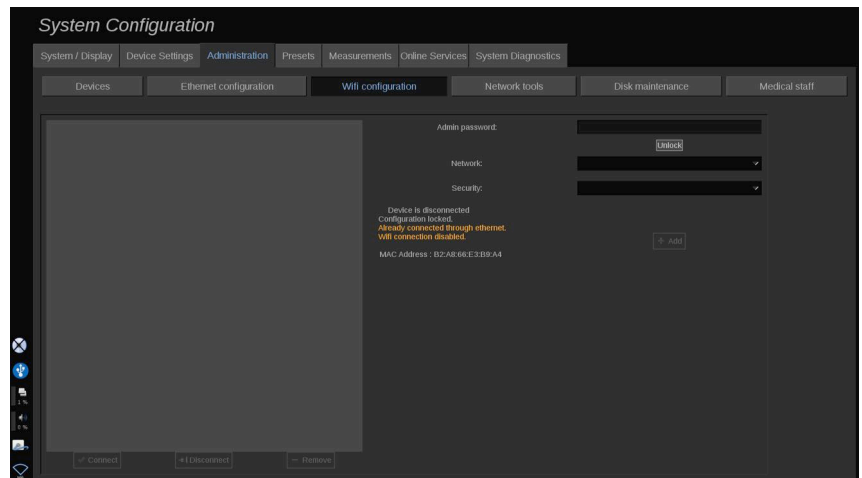 System Configuration
System / Display Device Settings Administration Presets Measurements Online Services System Diagnostics
Devices Ethernet configuration Wifi configuration Network tools Disk maintenance Medical staff
Admin password:
Unlock
Network:
Security:
Device is disconnected
Configuration locked.
Already connected through ethernet.
Wifi connection disabled.
Add
MAC Address : B2:A8:66:E3:B9:A4
1 %
0 %
Connect Disconnect Remove